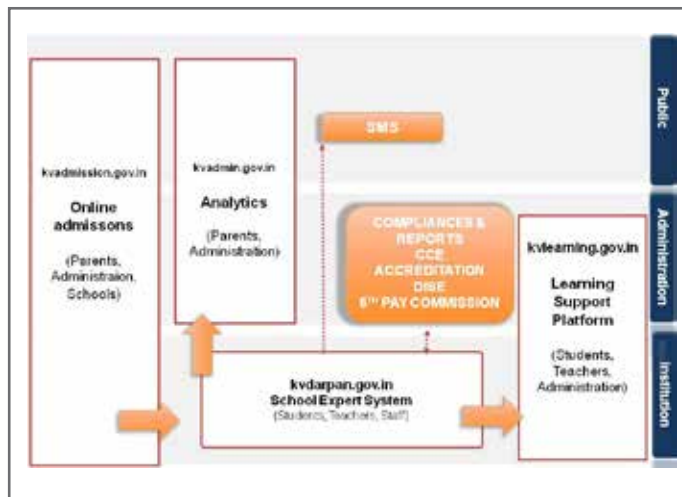 kvadmission.gov.in
Online
admissons
(Parents,
Administraion,
Schools)
kvadmin.gov.in
Analytics
(Parents,
Administration)
SMS
COMPLIANCES &
REPORTS
CCE,
ACCREDITATION
DISE
6TH PAY COMMISSION
kvdarpan.gov.in
School Expert System
(Students, Teachers, Staff)
kvlearning.gov.in
Learning
Support
Platform
(Students,
Teachers,
Administration)
Public
Administration
Institution